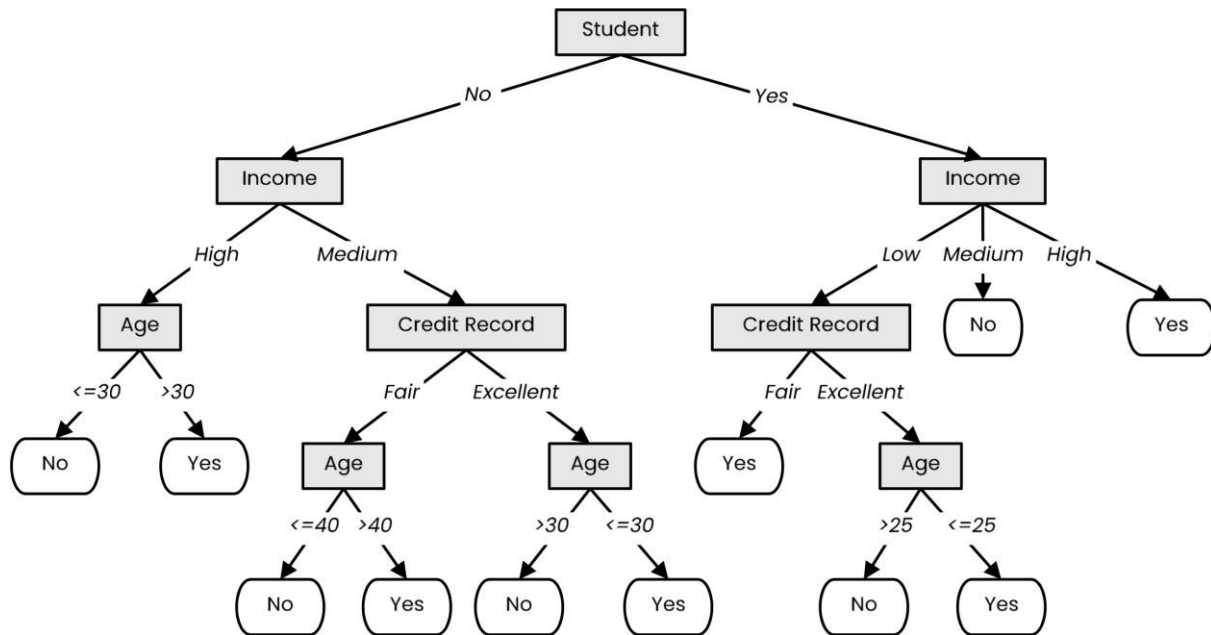 Student
No
Yes
Income
Income
High
Medium
Low
Medium
High
Age
Credit Record
Credit Record
No
Yes
<=30
>30
Fair
Excellent
Fair
Excellent
No
Yes
Age
Age
Yes
Age
<=40
>40
>30
<=30
>25
<=25
No
Yes
No
Yes
No
Yes